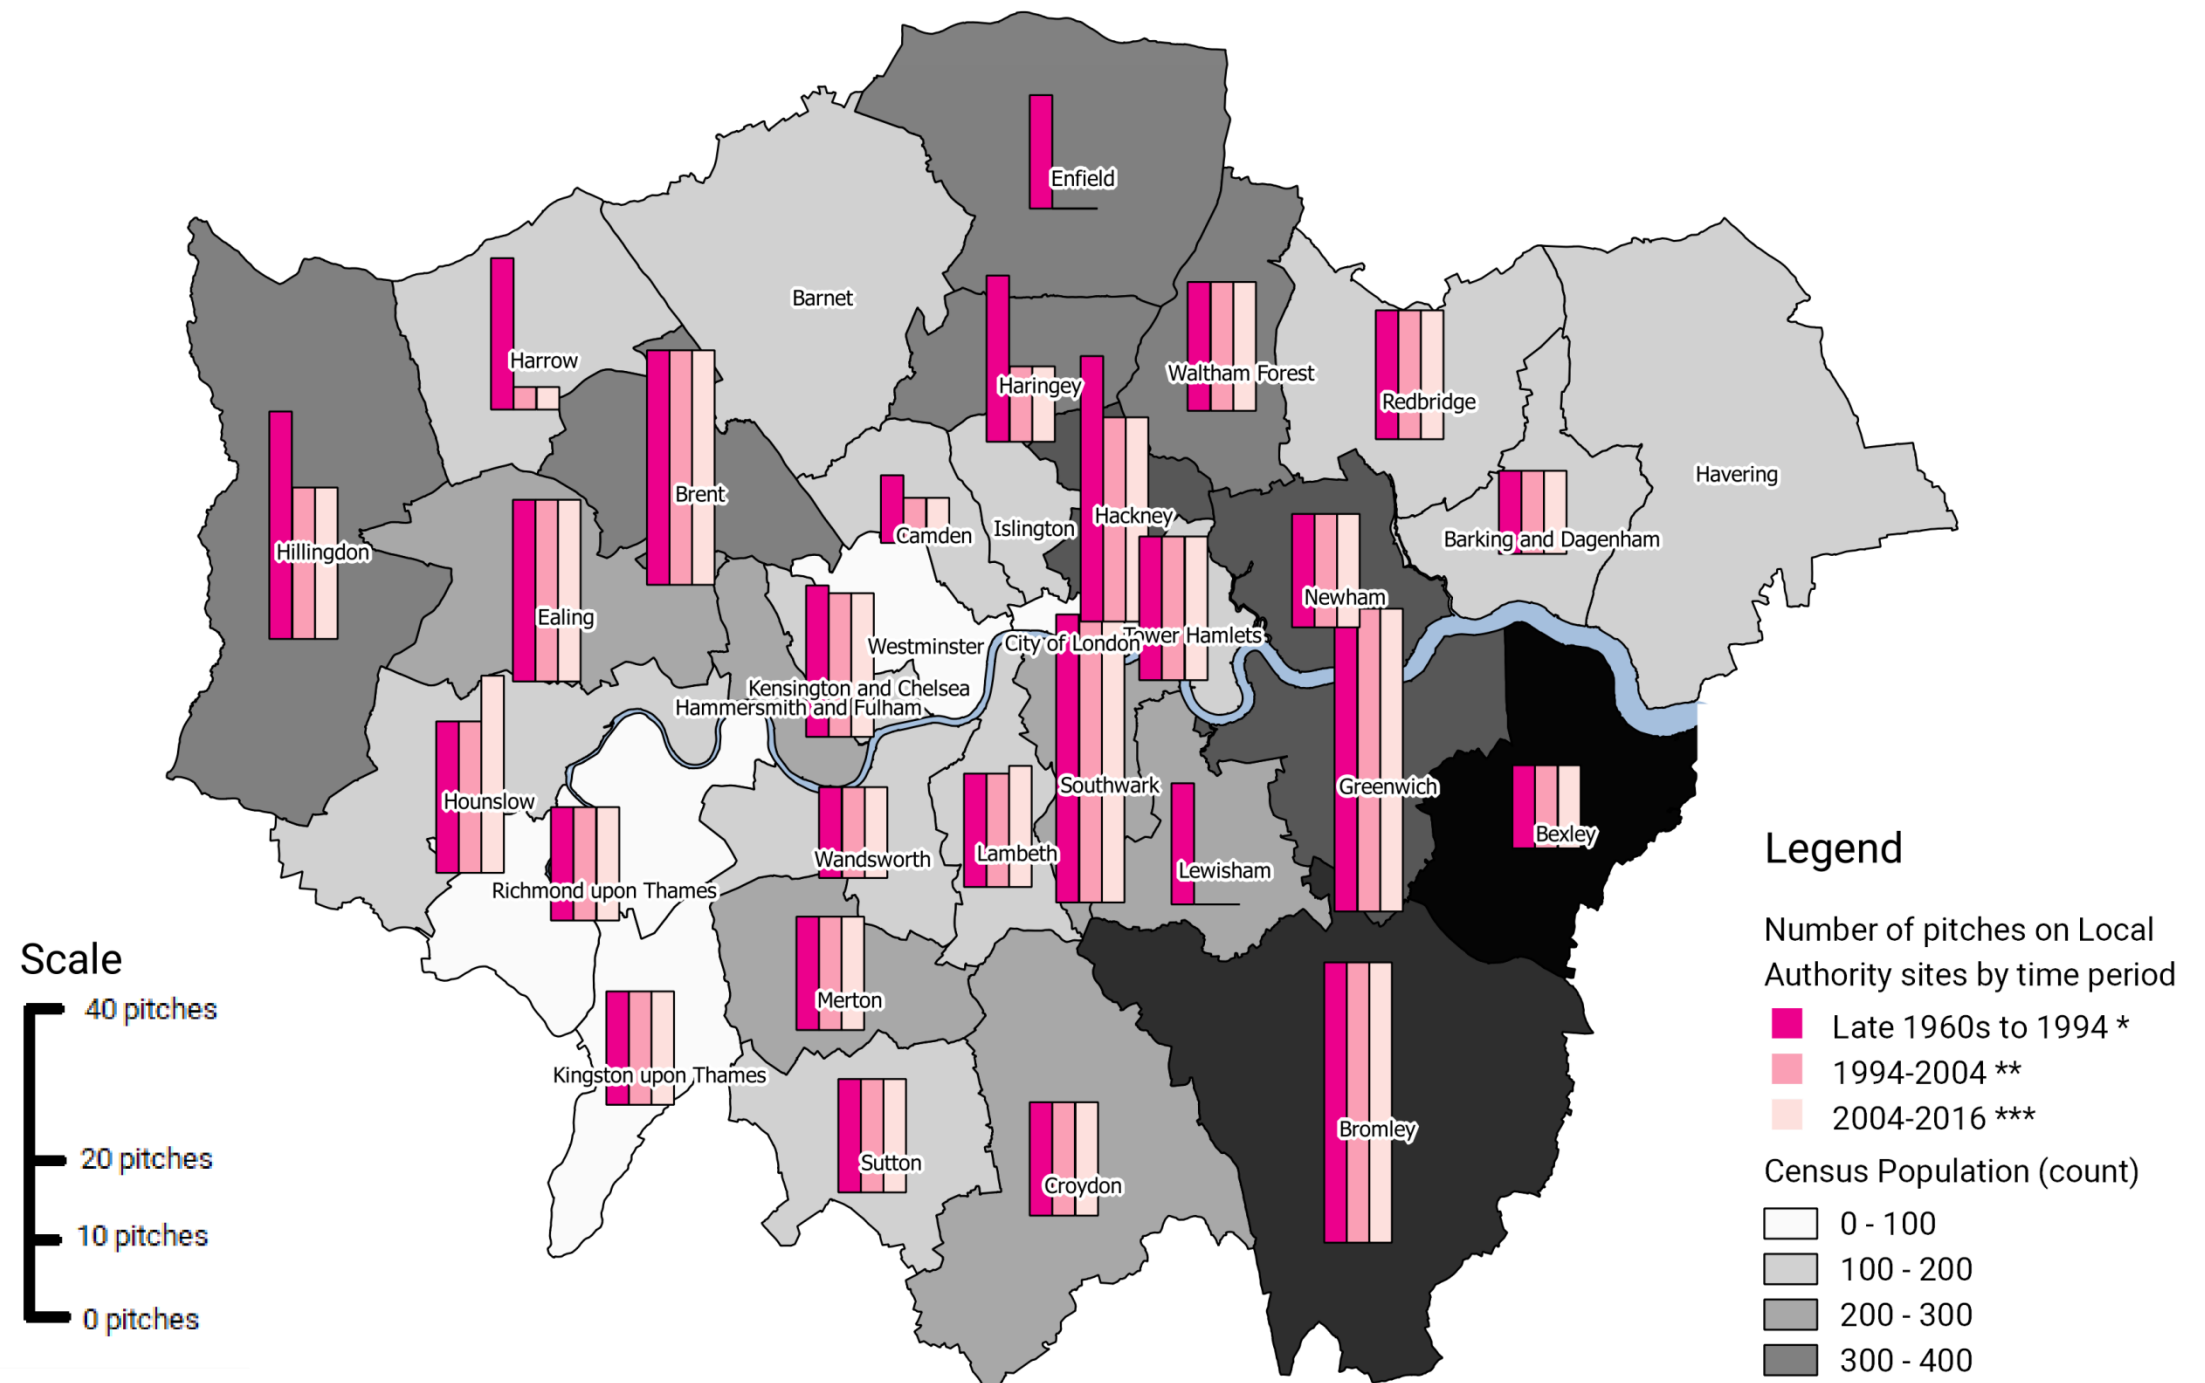 Enfield
Barnet
Harrow
Haringey
Waltham Forest
Redbridge
Havering
Brent
Hackney
Camden
Islington
Barking and Dagenham
Hillingdon
Newham
Ealing
Tower Hamlets
City of London
Westminster
Kensington and Chelsea
Hammersmith and Fulham
Southwark
Greenwich
Hounslow
Bexley
Lambeth
Wandsworth
Lewisham
Richmond upon Thames
Merton
Kingston upon Thames
Bromley
Sutton
Croydon
Scale
40 pitches
20 pitches
10 pitches
0 pitches
Legend
Number of pitches on Local
Authority sites by time period
Late 1960s to 1994 *
1994-2004 **
2004-2016 ***
Census Population (count)
0 - 100
100 - 200
200 - 300
300 - 400